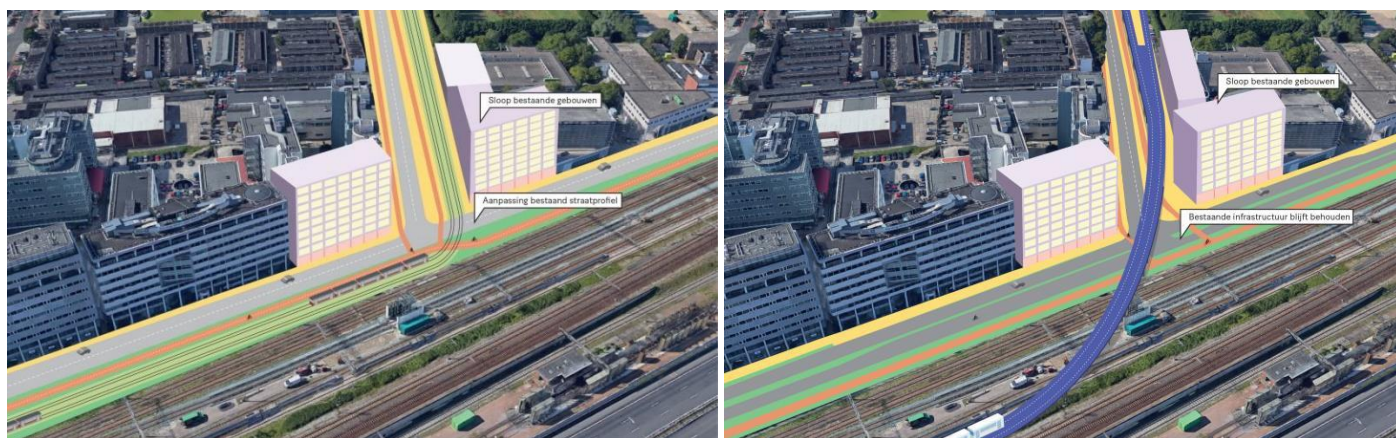 Sloop bestaande gebouwen
Aanpassing bestaand straatprofiel
Sloop bestaande gebouwen
Bestaande infrastructuur blijft behouden